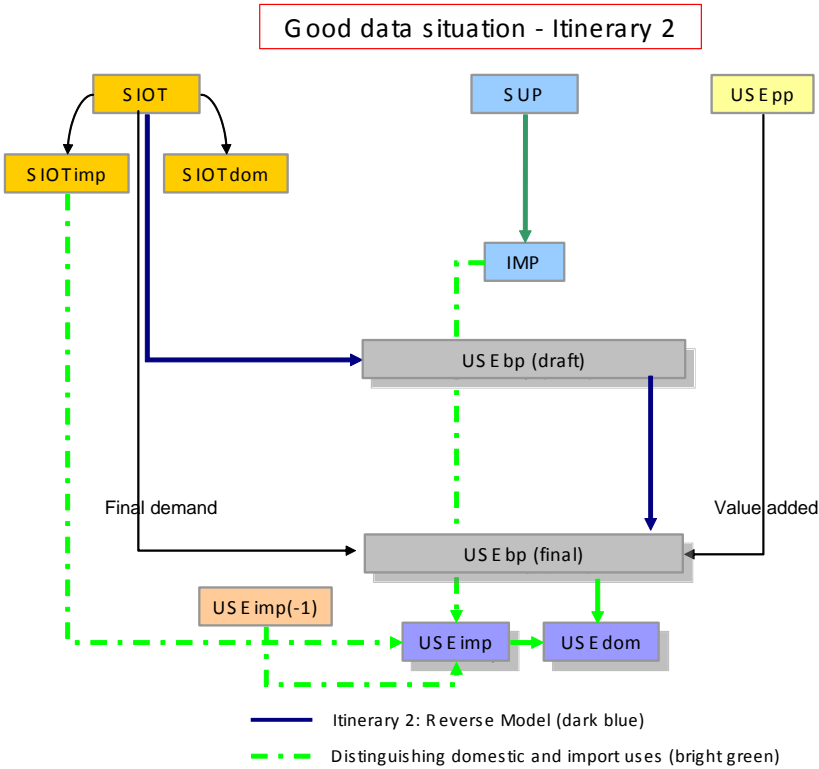 Good data situation - Itinerary 2
SIOT
SUP
USEpp
SIOTimp
SIOTdom
IMP
USEbp (draft)
Final demand
Value added
USEbp (final)
USEimp(-1)
USEimp
USEdom
Itinerary 2: Reverse Model (dark blue)
Distinguishing domestic and import uses (bright green)